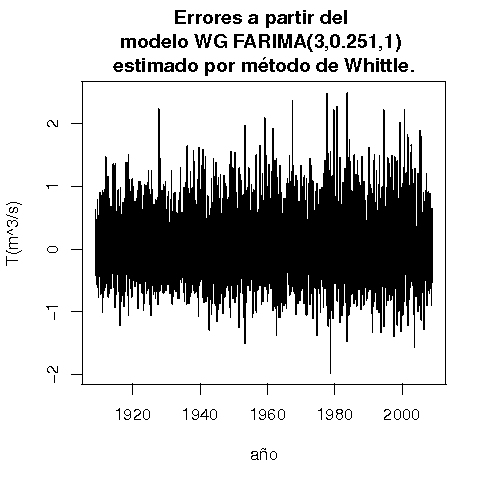 Errores a partir del
modelo WG FARIMA(3,0.251,1)
estimado por método de Whittle.
T(m^3/s)
2
1
0
−1
−2
1920 1940 1960 1980 2000
año